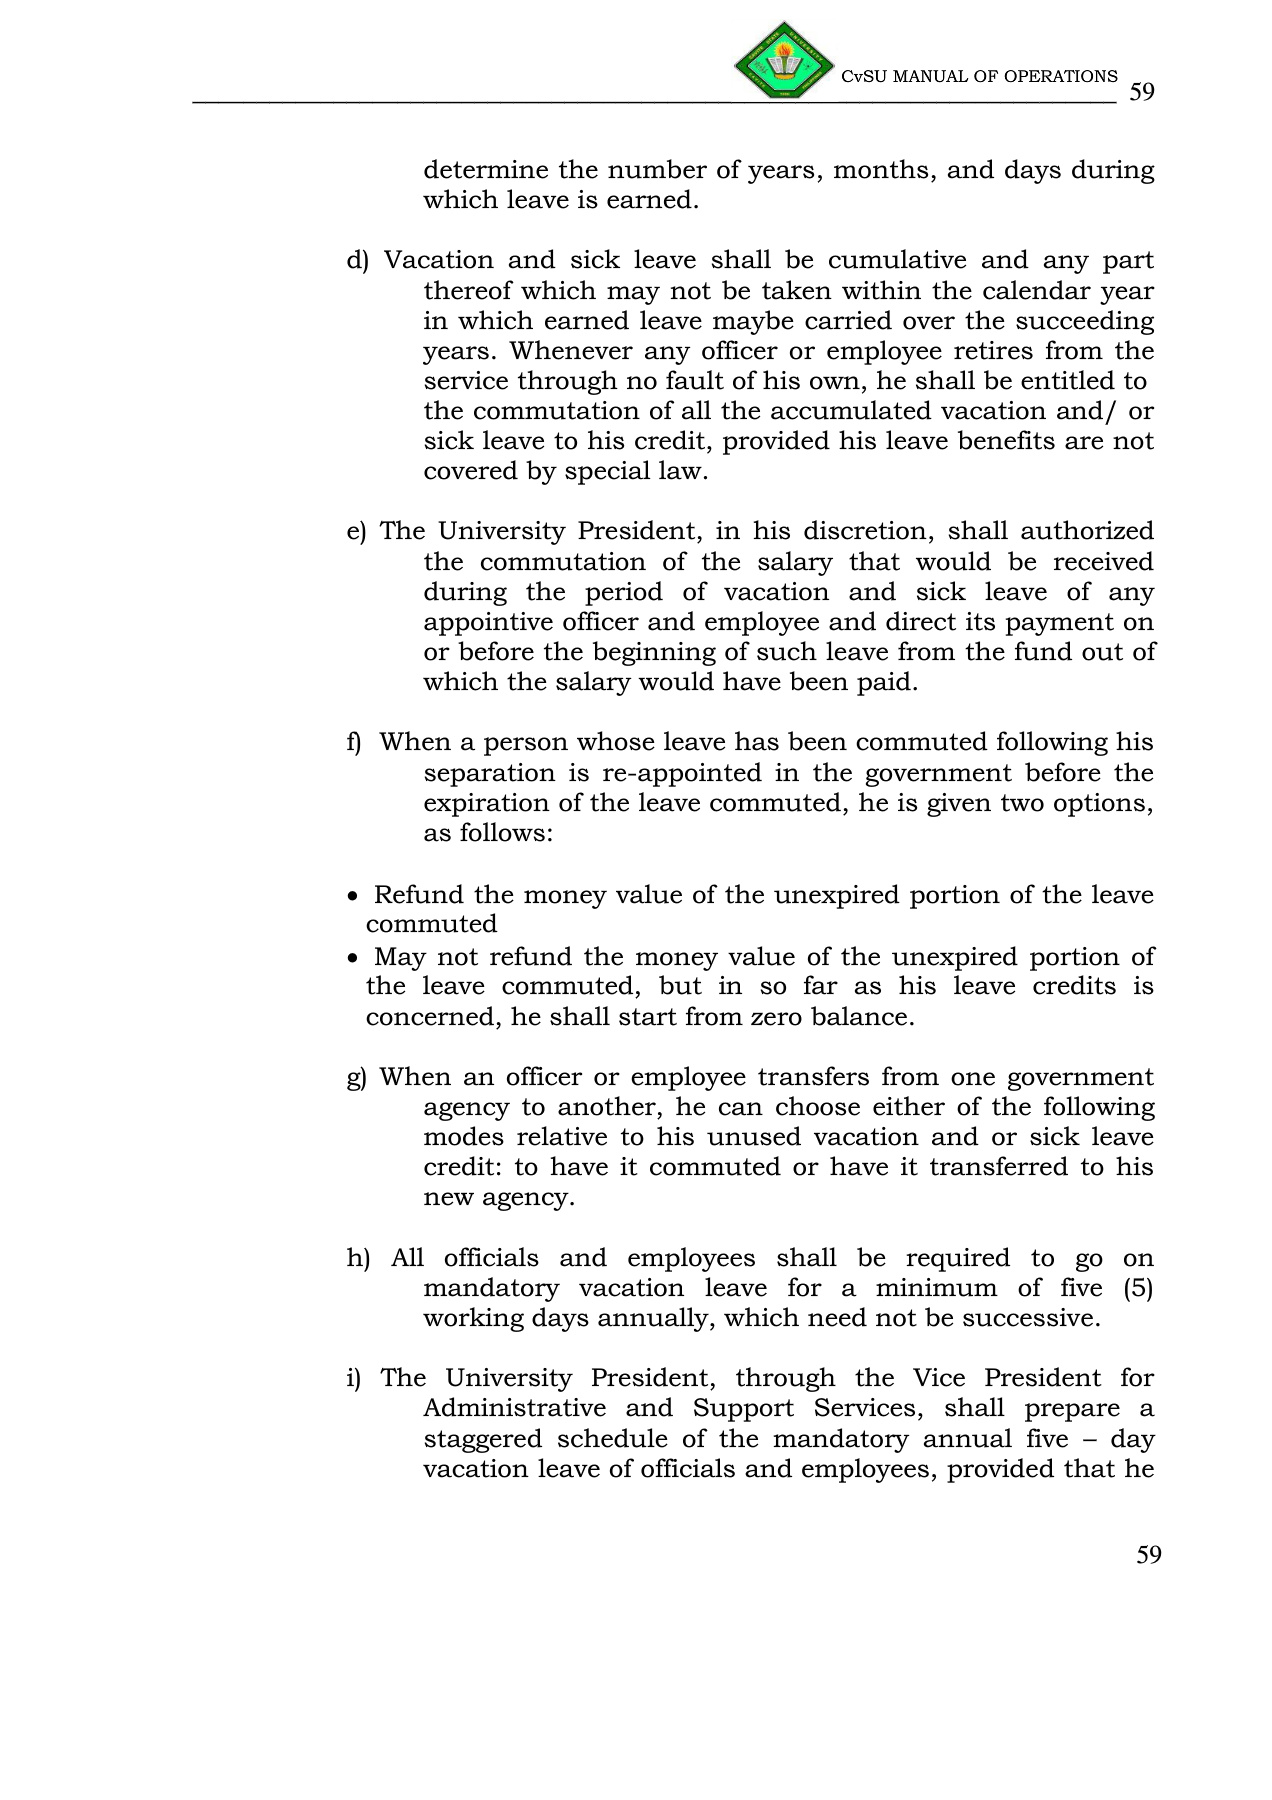 CvSU MANUAL OF OPERATIONS 59
determine the number of years, months, and days during
which leave is earned.
d) Vacation and sick leave shall be cumulative and any part
thereof which may not be taken within the calendar year
in which earned leave maybe carried over the succeeding
years. Whenever any officer or employee retires from the
service through no fault of his own, he shall be entitled to
the commutation of all the accumulated vacation and/ or
sick leave to his credit, provided his leave benefits are not
covered by special law.
e) The University President, in his discretion, shall authorized
the commutation of the salary that would be received
during the period of vacation and sick leave of any
appointive officer and employee and direct its payment on
or before the beginning of such leave from the fund out of
which the salary would have been paid.
f) When a person whose leave has been commuted following his
separation is re-appointed in the government before the
expiration of the leave commuted, he is given two options,
as follows:
• Refund the money value of the unexpired portion of the leave
commuted
• May not refund the money value of the unexpired portion of
the leave commuted, but in so far as his leave credits is
concerned, he shall start from zero balance.
g) When an officer or employee transfers from one government
agency to another, he can choose either of the following
modes relative to his unused vacation and or sick leave
credit: to have it commuted or have it transferred to his
new agency.
h) All officials and employees shall be required to go on
mandatory vacation leave for a minimum of five (5)
working days annually, which need not be successive.
i) The University President, through the Vice President for
Administrative and Support Services, shall prepare a
staggered schedule of the mandatory annual five – day
vacation leave of officials and employees, provided that he
59